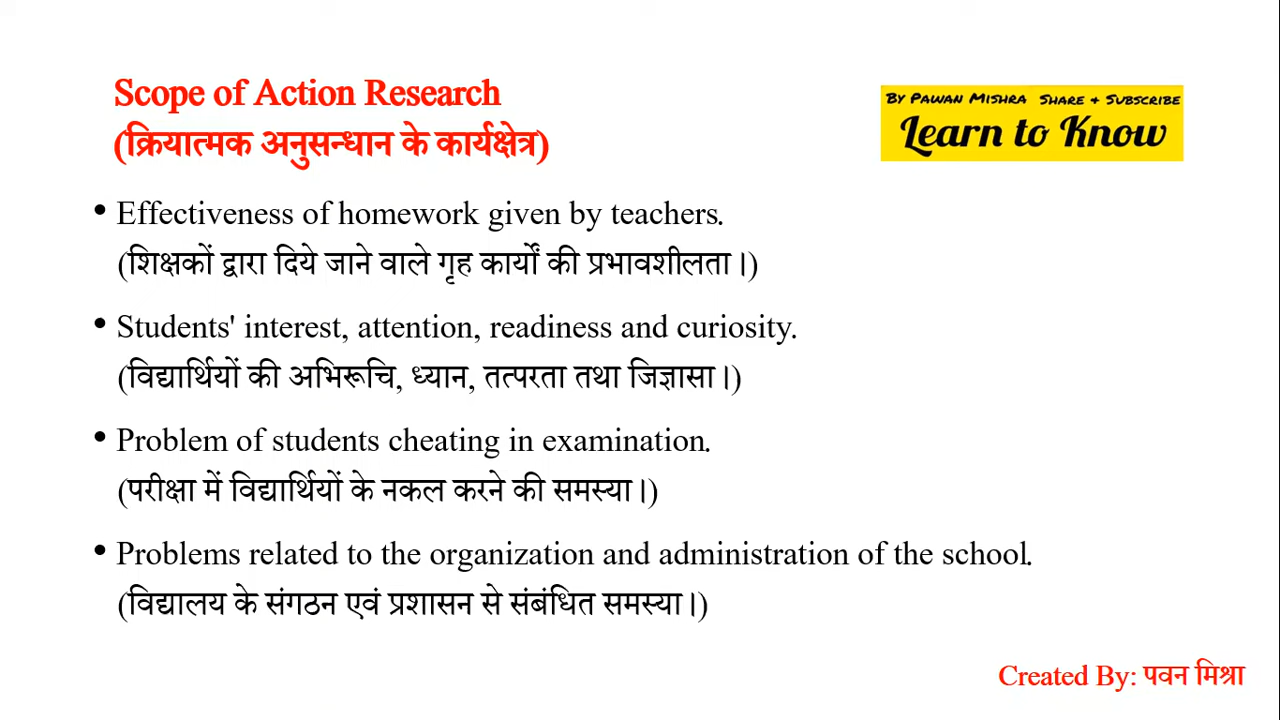 Scope of Action Research
(क्रियात्मक अनुसन्धान के कार्यक्षेत्र)
By Pawan Mishra Share & Subscribe
Learn to Know
• Effectiveness of homework given by teachers.
(शिक्षकों द्वारा दिये जाने वाले गृह कार्यों की प्रभावशीलता।)
• Students' interest, attention, readiness and curiosity.
(विद्यार्थियों की अभिरूचि, ध्यान, तत्परता तथा जिज्ञासा।)
• Problem of students cheating in examination.
(परीक्षा में विद्यार्थियों के नकल करने की समस्या।)
• Problems related to the organization and administration of the school.
(विद्यालय के संगठन एवं प्रशासन से संबंधित समस्या।)
Created By: पवन मिश्रा